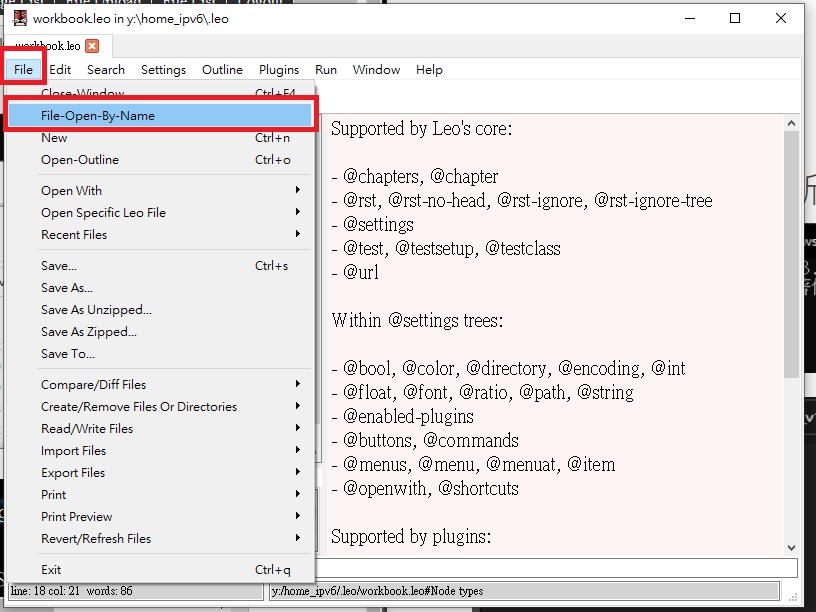 workbook.leo in y:\home_ipv6\.leo
workbook.leo
File Edit Search Settings Outline Plugins Run Window Help
Close-Window Ctrl+F4
File-Open-By-Name
New Ctrl+n
Open-Outline Ctrl+o
Open With
Open Specific Leo File
Recent Files
Save... Ctrl+s
Save As...
Save As Unzipped...
Save As Zipped...
Save To...
Compare/Diff Files
Create/Remove Files Or Directories
Read/Write Files
Import Files
Export Files
Print
Print Preview
Revert/Refresh Files
Exit Ctrl+q
Supported by Leo's core:
- @chapters, @chapter
- @rst, @rst-no-head, @rst-ignore, @rst-ignore-tree
- @settings
- @test, @testsetup, @testclass
- @url
Within @settings trees:
- @bool, @color, @directory, @encoding, @int
- @float, @font, @ratio, @path, @string
- @enabled-plugins
- @buttons, @commands
- @menus, @menu, @menuat, @item
- @openwith, @shortcuts
Supported by plugins:
line: 18 col: 21 words: 86
y:/home_ipv6/.leo/workbook.leo#Node types